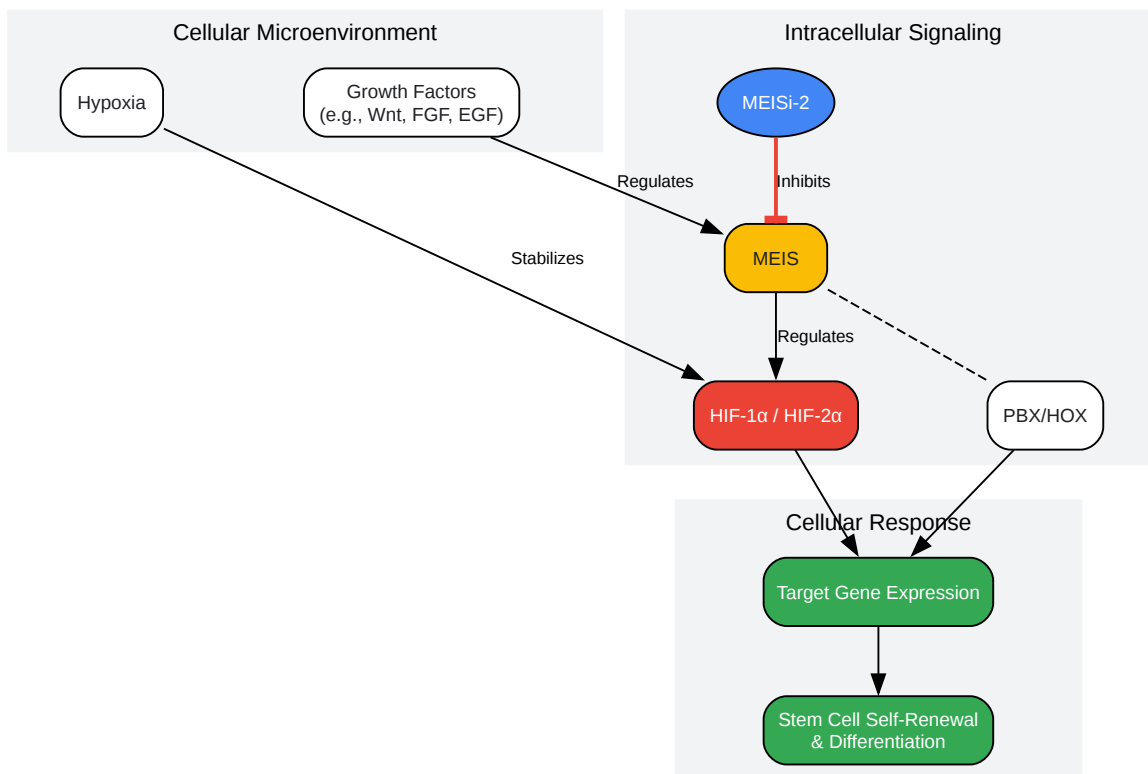 Cellular Microenvironment
Intracellular Signaling
Hypoxia
Growth Factors
(e.g., Wnt, FGF, EGF)
MEISi-2
Regulates
Inhibits
Stabilizes
MEIS
Regulates
HIF-1α / HIF-2α
PBX/HOX
Cellular Response
Target Gene Expression
Stem Cell Self-Renewal
& Differentiation